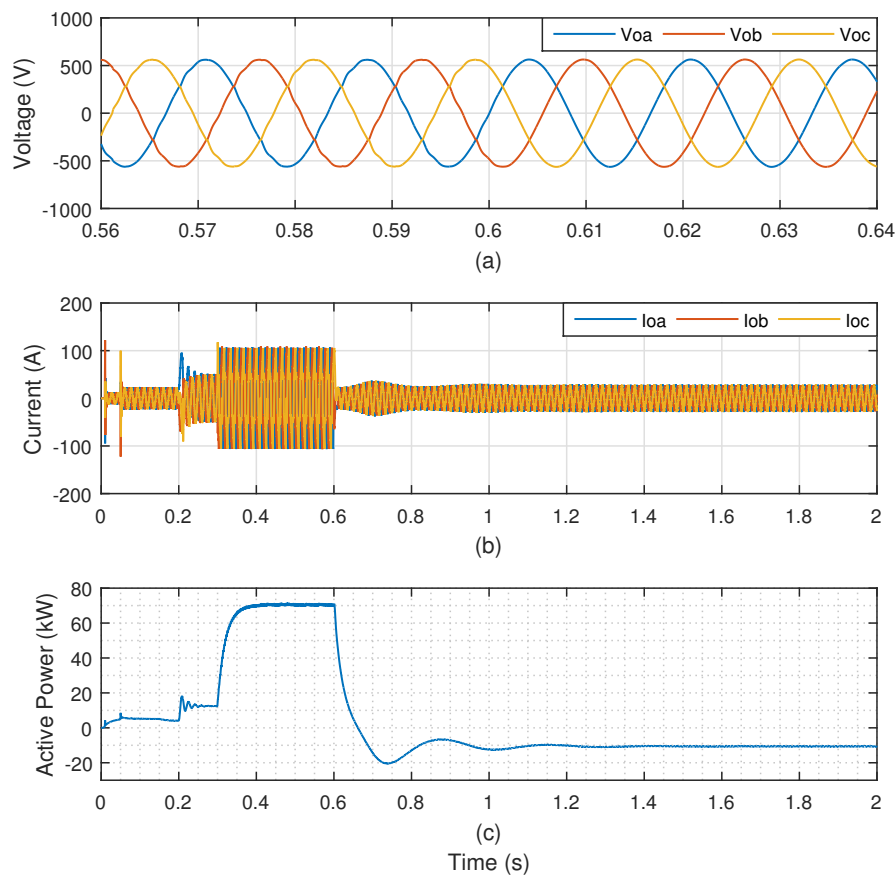 1000
500
0
-500
-1000
Voltage (V)
Voa Vob Voc
0.56 0.57 0.58 0.59 0.6 0.61 0.62 0.63 0.64
(a)
200
100
0
-100
-200
Current (A)
Ioa Iob Ioc
0 0.2 0.4 0.6 0.8 1 1.2 1.4 1.6 1.8 2
(b)
80
60
40
20
0
-20
Active Power (kW)
0 0.2 0.4 0.6 0.8 1 1.2 1.4 1.6 1.8 2
(c)
Time (s)